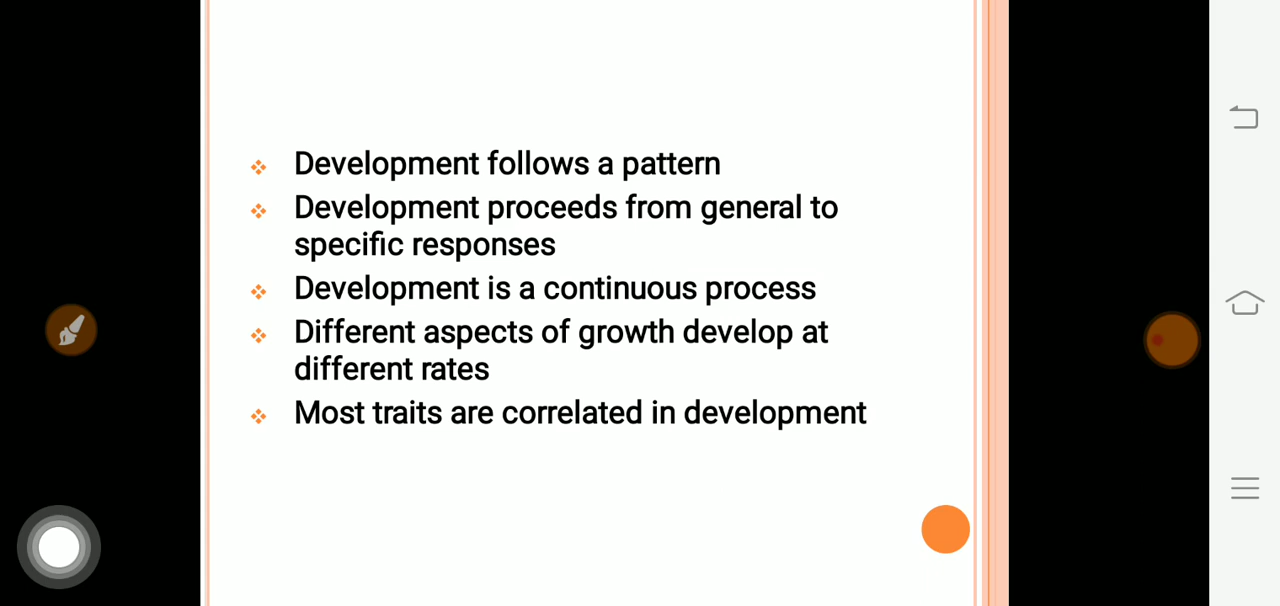 Development follows a pattern
Development proceeds from general to
specific responses
Development is a continuous process
Different aspects of growth develop at
different rates
Most traits are correlated in development